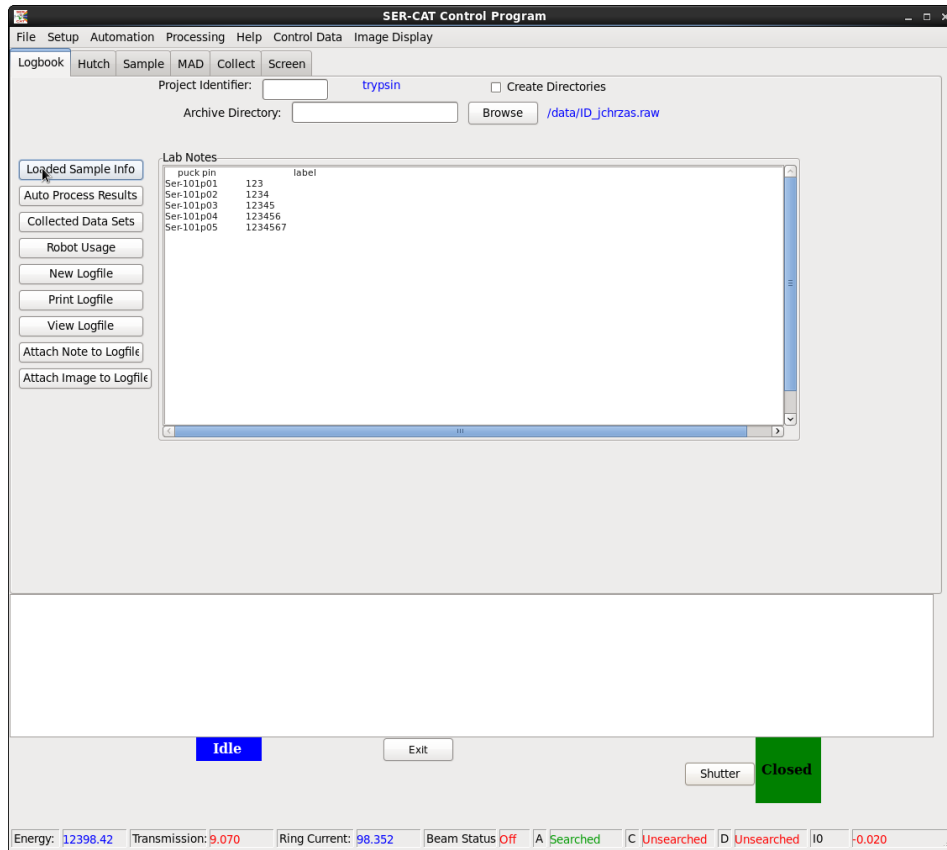 SER-CAT Control Program
File Setup Automation Processing Help Control Data Image Display
Logbook Hutch Sample MAD Collect Screen
Project Identifier: trypsin Create Directories
Archive Directory: Browse /data/ID_jchrzas.raw
Lab Notes
Loaded Sample Info
Auto Process Results
Collected Data Sets
Robot Usage
New Logfile
Print Logfile
View Logfile
Attach Note to Logfile
Attach Image to Logfile
puck pin label
Ser-101p01 123
Ser-101p02 1234
Ser-101p03 12345
Ser-101p04 123456
Ser-101p05 1234567
Idle Exit
Shutter Closed
Energy: 12398.42 Transmission: 9.070 Ring Current: 98.352 Beam Status Off A Searched C Unsearched D Unsearched I0 -0.020